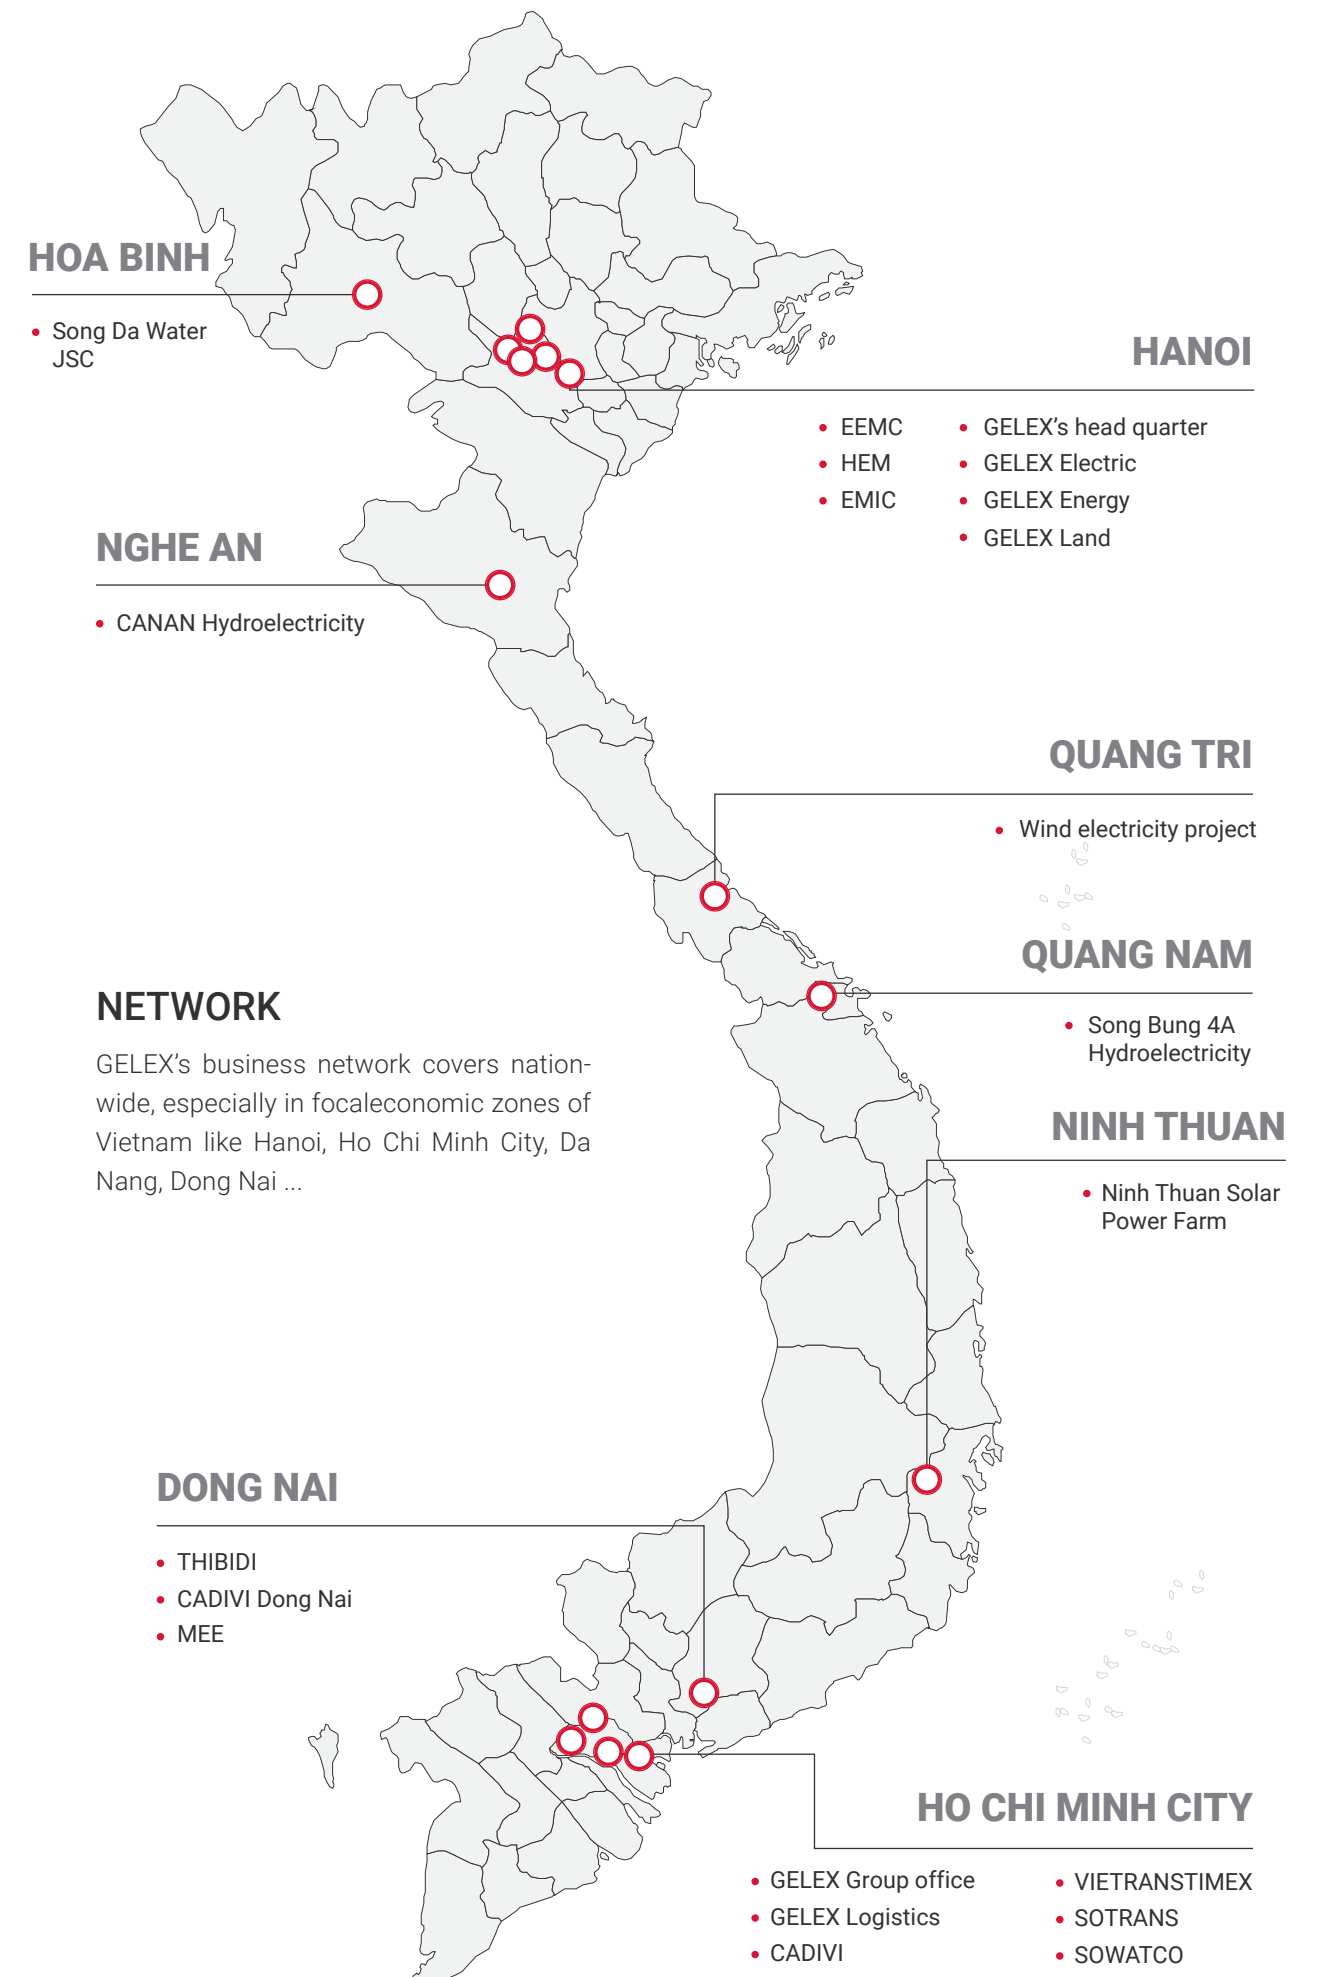 HOA BINH
Song Da Water
JSC
HANOI
EEMC
HEM
EMIC
GELEX’s head quarter
GELEX Electric
GELEX Energy
GELEX Land
NGHE AN
CANAN Hydroelectricity
QUANG TRI
Wind electricity project
QUANG NAM
Song Bung 4A
Hydroelectricity
NETWORK
GELEX’s business network covers nation-
wide, especially in focaleconomic zones of
Vietnam like Hanoi, Ho Chi Minh City, Da
Nang, Dong Nai ...
NINH THUAN
Ninh Thuan Solar
Power Farm
DONG NAI
THIBIDI
CADIVI Dong Nai
MEE
HO CHI MINH CITY
GELEX Group office
GELEX Logistics
CADIVI
VIETRANSTIMEX
SOTRANS
SOWATCO